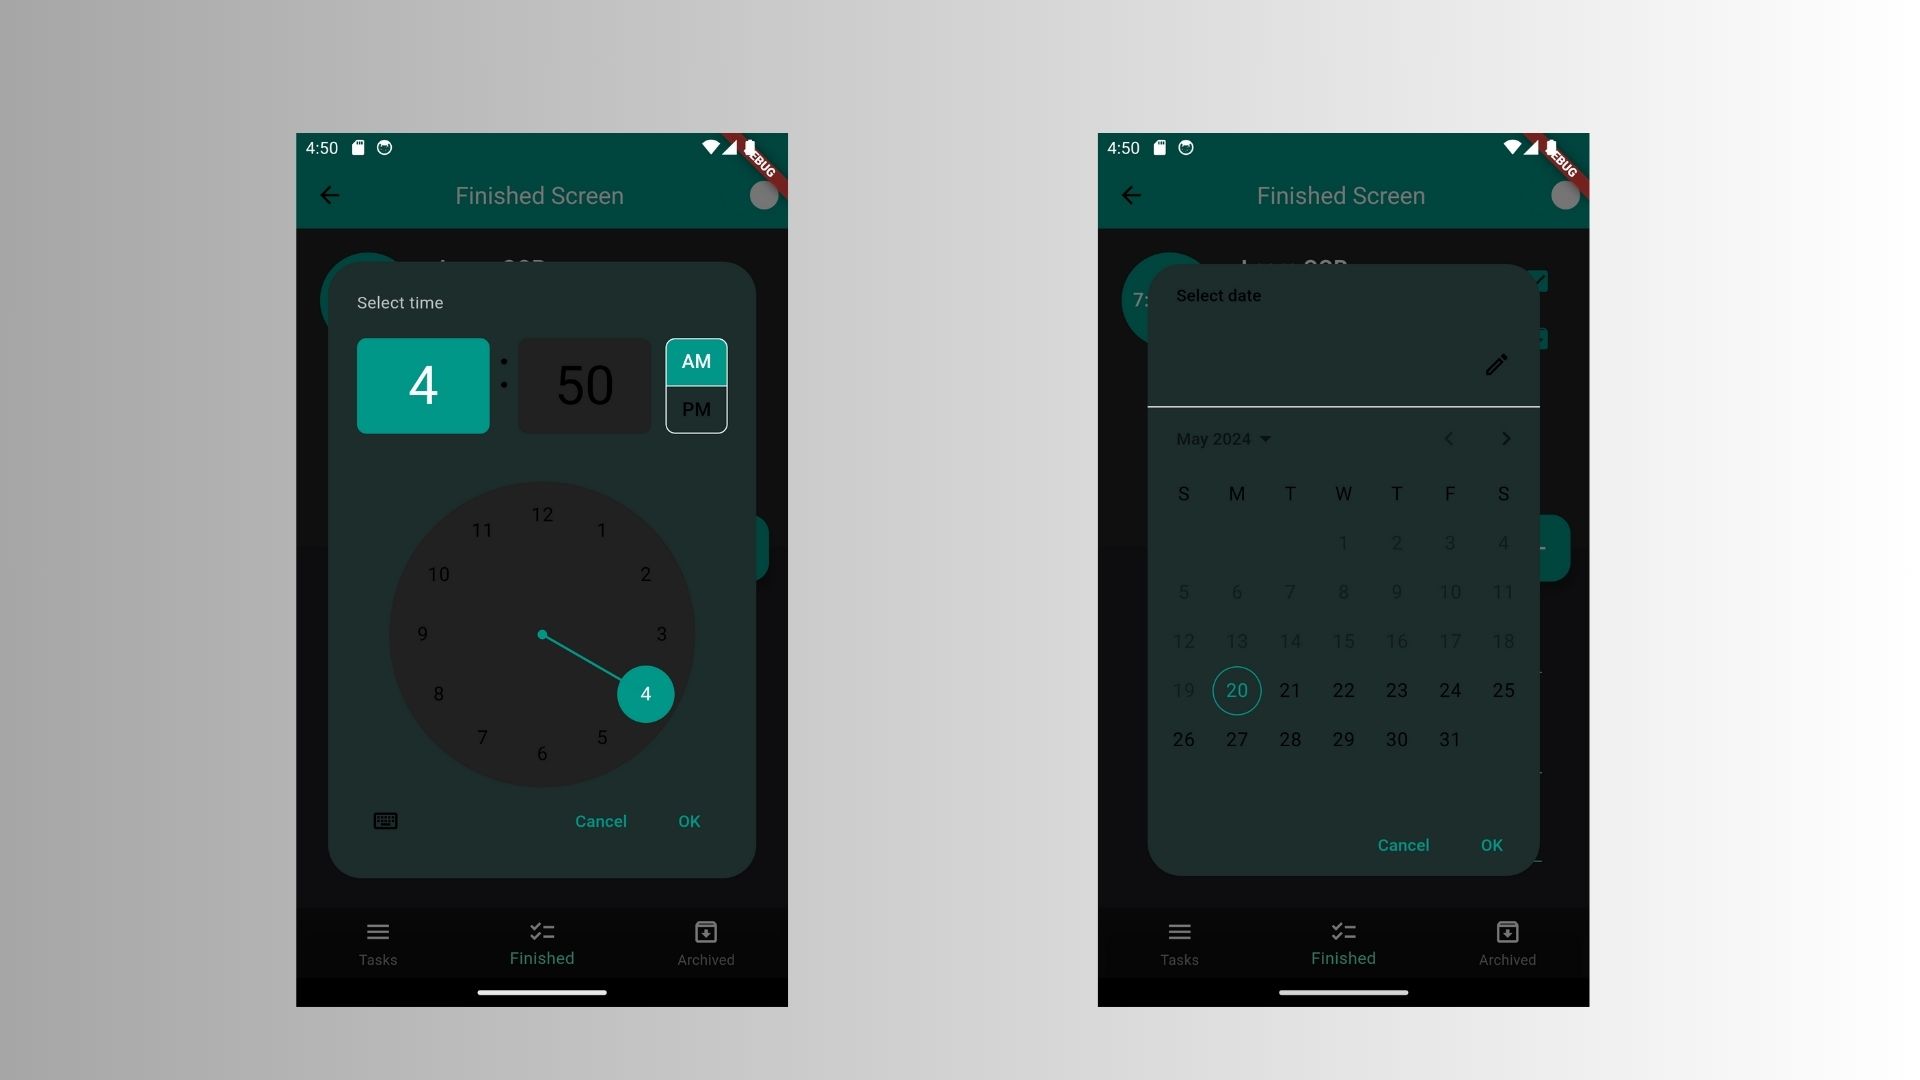 4:50
EBUG
Finished Screen
Select time
4 : 50 AM
PM
12
11 1
10 2
9 3
8 4
7 5
6
Cancel OK
Tasks Finished Archived
4:50
EBUG
Finished Screen
7:
Select date
May 2024
S M T W T F S
1 2 3 4
5 6 7 8 9 10 11
12 13 14 15 16 17 18
19 20 21 22 23 24 25
26 27 28 29 30 31
Cancel OK
Tasks Finished Archived